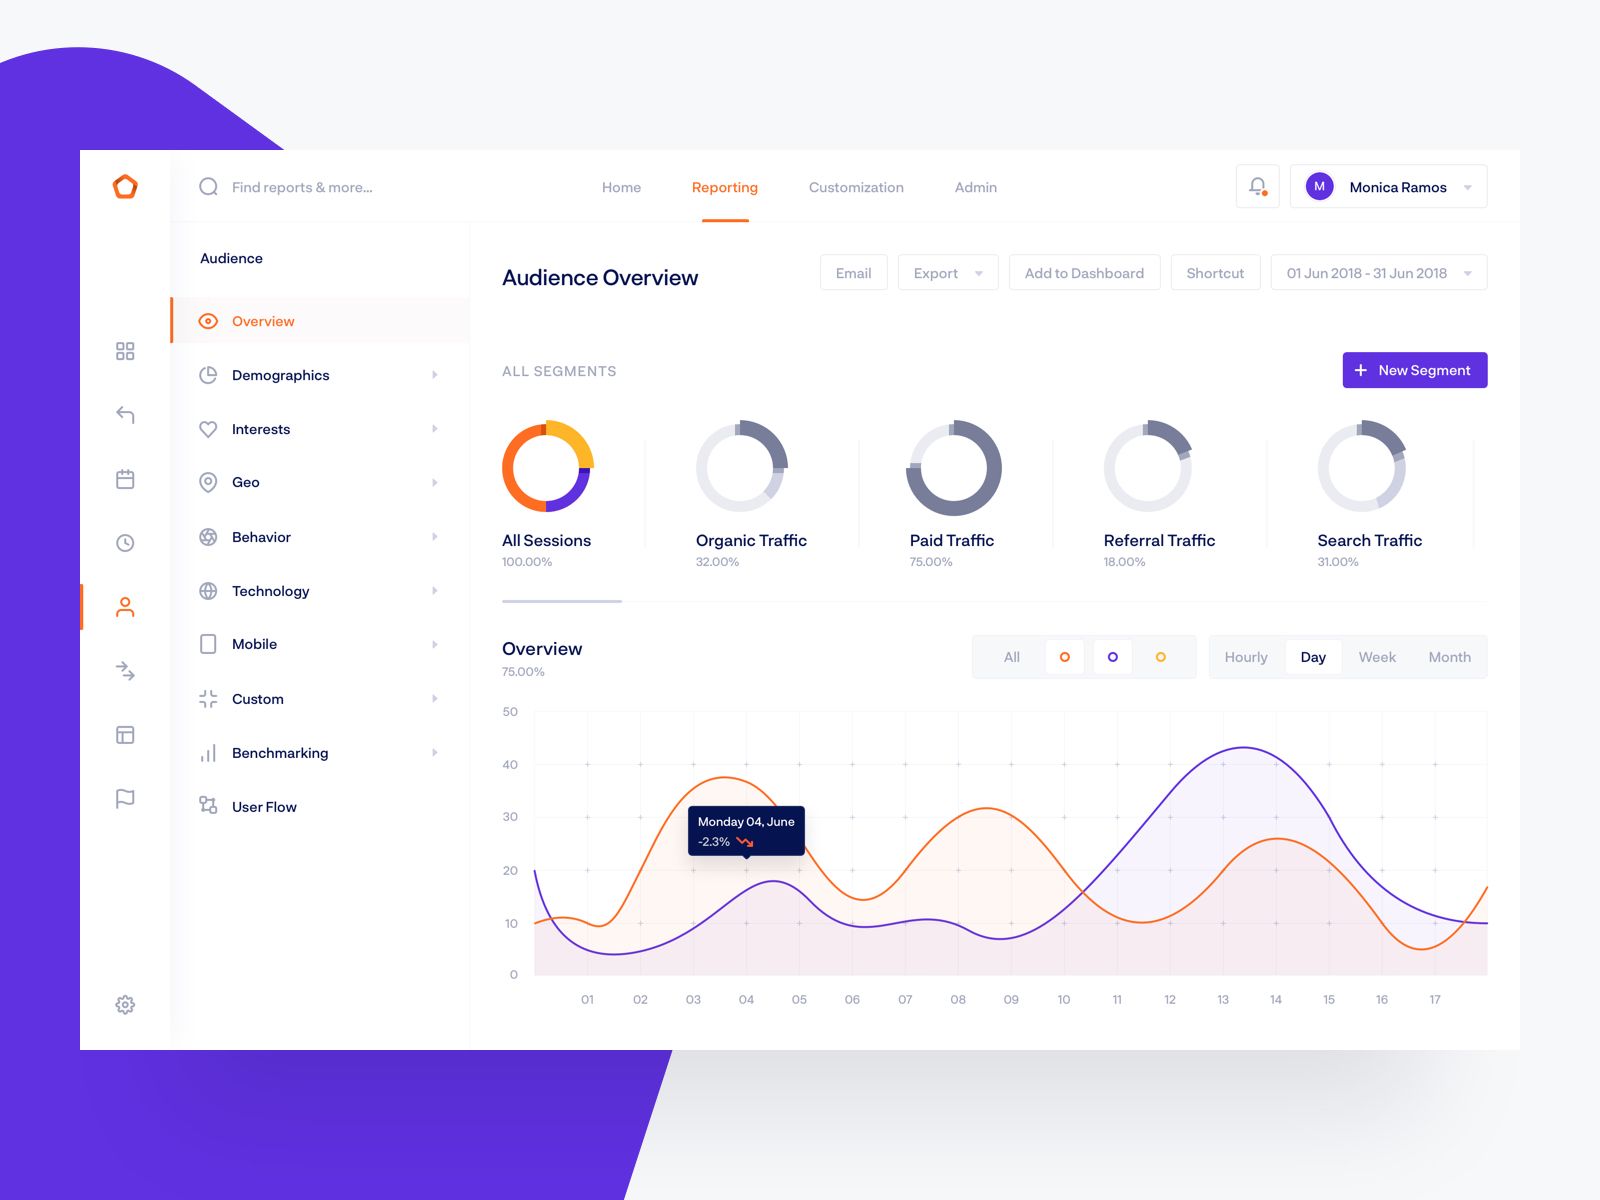 Find reports & more...
Home
Reporting
Customization
Admin
M
Monica Ramos
Audience
Overview
Demographics
Interests
Geo
Behavior
Technology
Mobile
Custom
Benchmarking
User Flow
Audience Overview
Email
Export
Add to Dashboard
Shortcut
01 Jun 2018 - 31 Jun 2018
ALL SEGMENTS
+ New Segment
All Sessions
100.00%
Organic Traffic
32.00%
Paid Traffic
75.00%
Referral Traffic
18.00%
Search Traffic
31.00%
Overview
75.00%
All
Hourly
Day
Week
Month
50
40
30
20
10
0
Monday 04, June
-2.3%
01 02 03 04 05 06 07 08 09 10 11 12 13 14 15 16 17